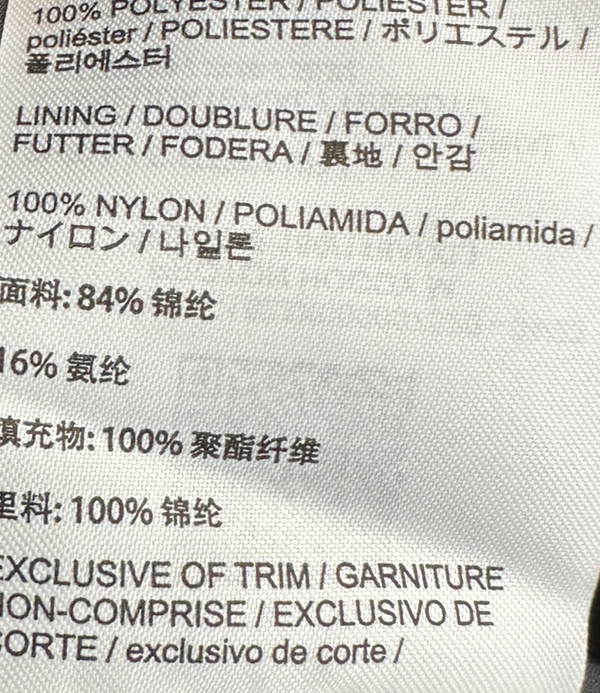 100% POLYESTER / POLIESTER /
poliéster / POLIESTERE / ポリエステル /
폴리에스터
LINING / DOUBLURE / FORRO /
FUTTER / FODERA / 裏地 / 안감
100% NYLON / POLIAMIDA / poliamida /
ナイロン / 나일론
面料: 84% 锦纶
16% 氨纶
填充物: 100% 聚酯纤维
里料: 100% 锦纶
EXCLUSIVE OF TRIM / GARNITURE
NON-COMPRISE / EXCLUSIVO DE
CORTE / exclusivo de corte /